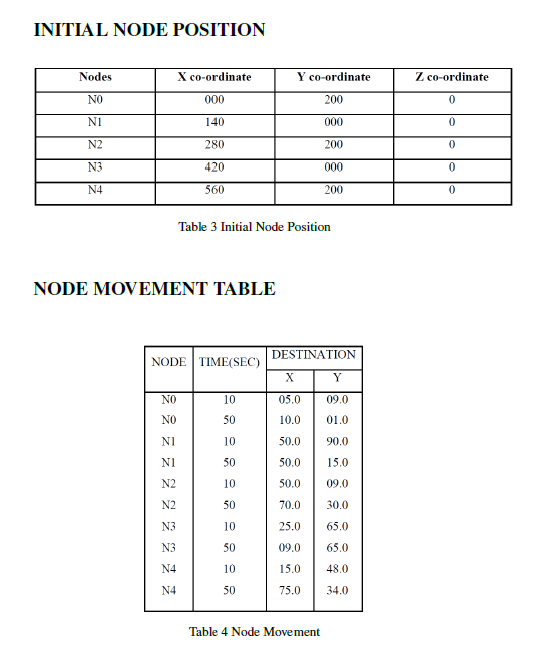 INITIAL NODE POSITION
Nodes X co-ordinate Y co-ordinate Z co-ordinate
N0 000 200 0
N1 140 000 0
N2 280 200 0
N3 420 000 0
N4 560 200 0
Table 3 Initial Node Position
NODE MOVEMENT TABLE
NODE TIME(SEC) DESTINATION
X Y
N0 10 05.0 09.0
N0 50 10.0 01.0
N1 10 50.0 90.0
N1 50 50.0 15.0
N2 10 50.0 09.0
N2 50 70.0 30.0
N3 10 25.0 65.0
N3 50 09.0 65.0
N4 10 15.0 48.0
N4 50 75.0 34.0
Table 4 Node Movement